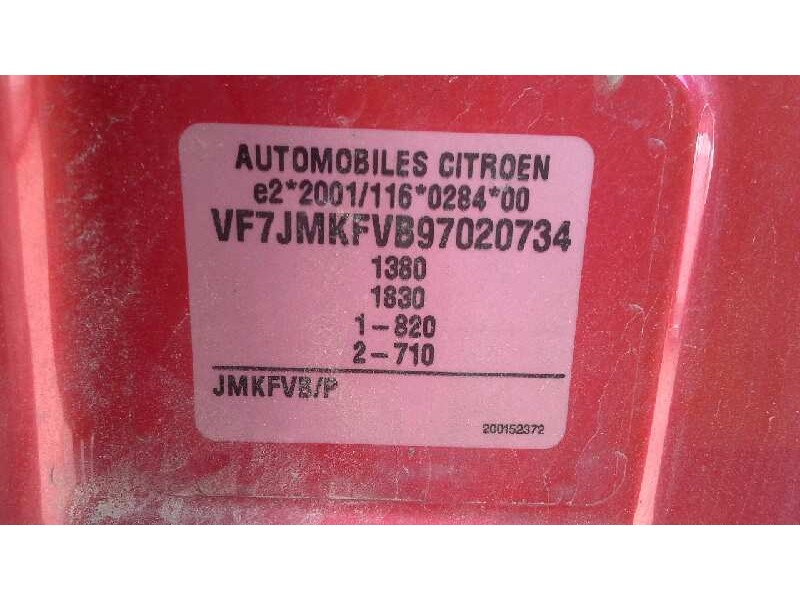 AUTOMOBILES CITROEN
e2*2001/116*0284*00
VF7JMKFVB97020734
1380
1830
1-820
2-710
JMKFVB/P
200152372